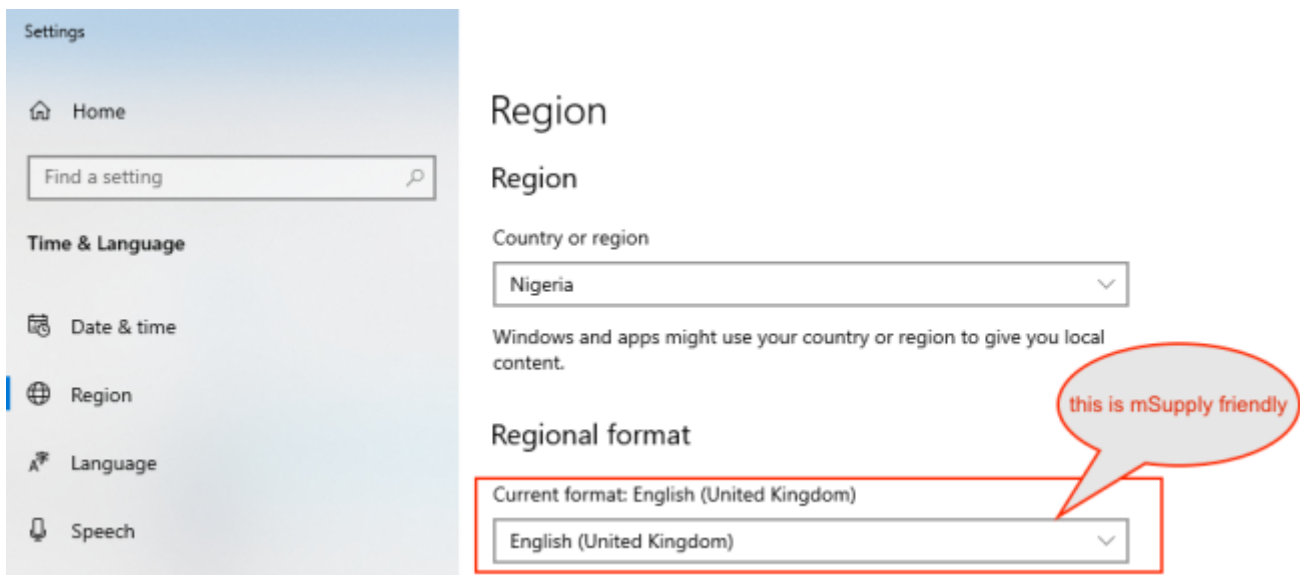 Settings
Home
Find a setting
Time & Language
Date & time
Region
Language
Speech
Region
Region
Country or region
Nigeria
Windows and apps might use your country or region to give you local
content.
this is mSupply friendly
Regional format
Current format: English (United Kingdom)
English (United Kingdom)